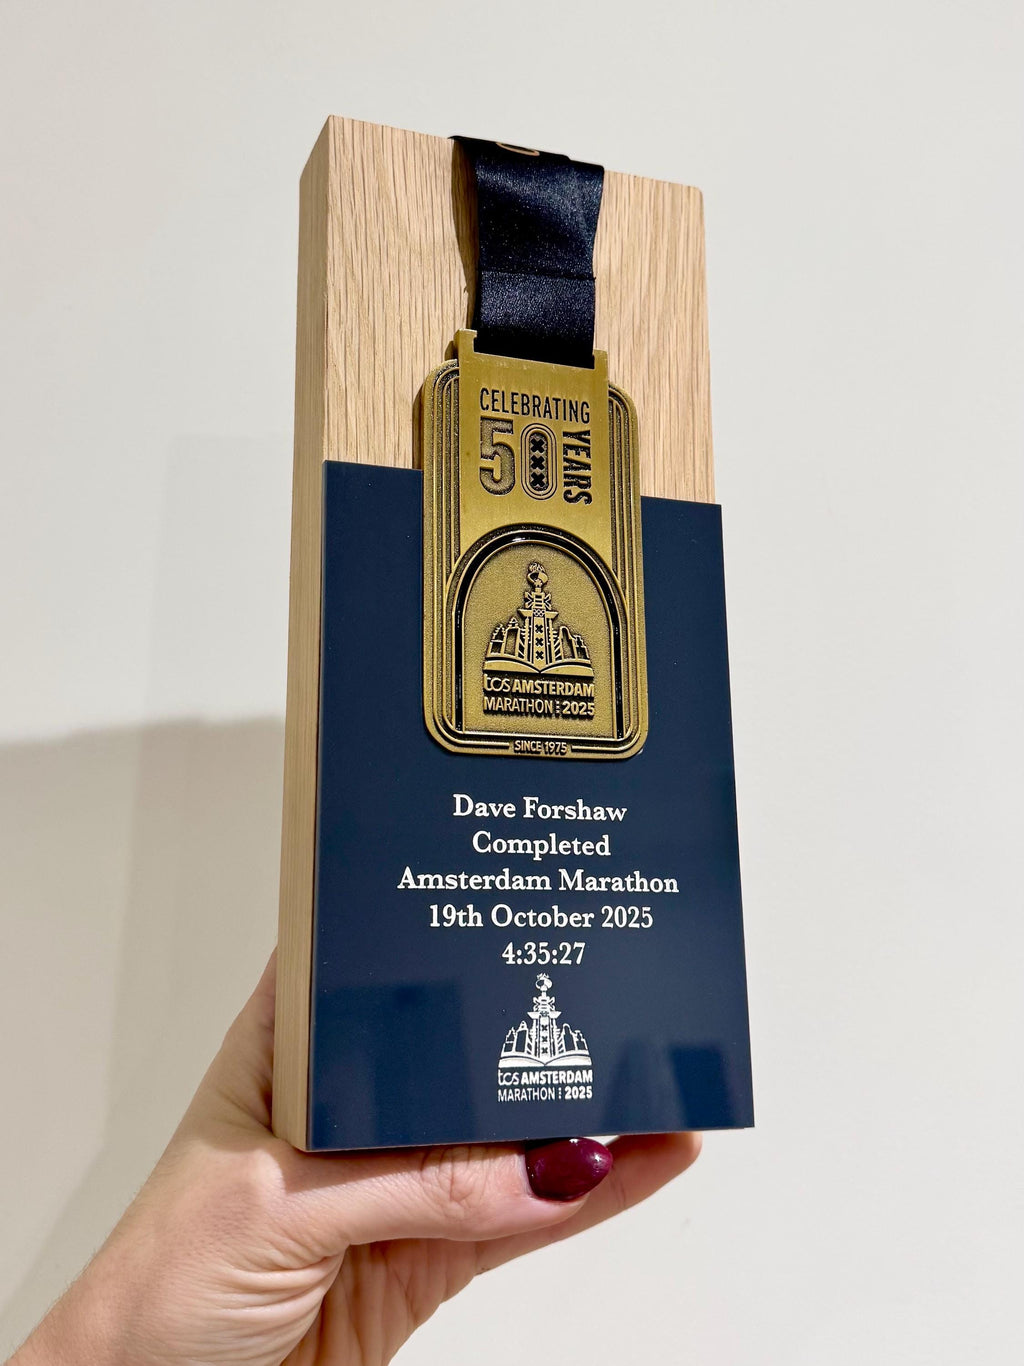 CELEBRATING
50 YEARS
tcs AMSTERDAM
MARATHON 2025
SINCE 1975
Dave Forshaw
Completed
Amsterdam Marathon
19th October 2025
4:35:27
tcs AMSTERDAM
MARATHON 2025